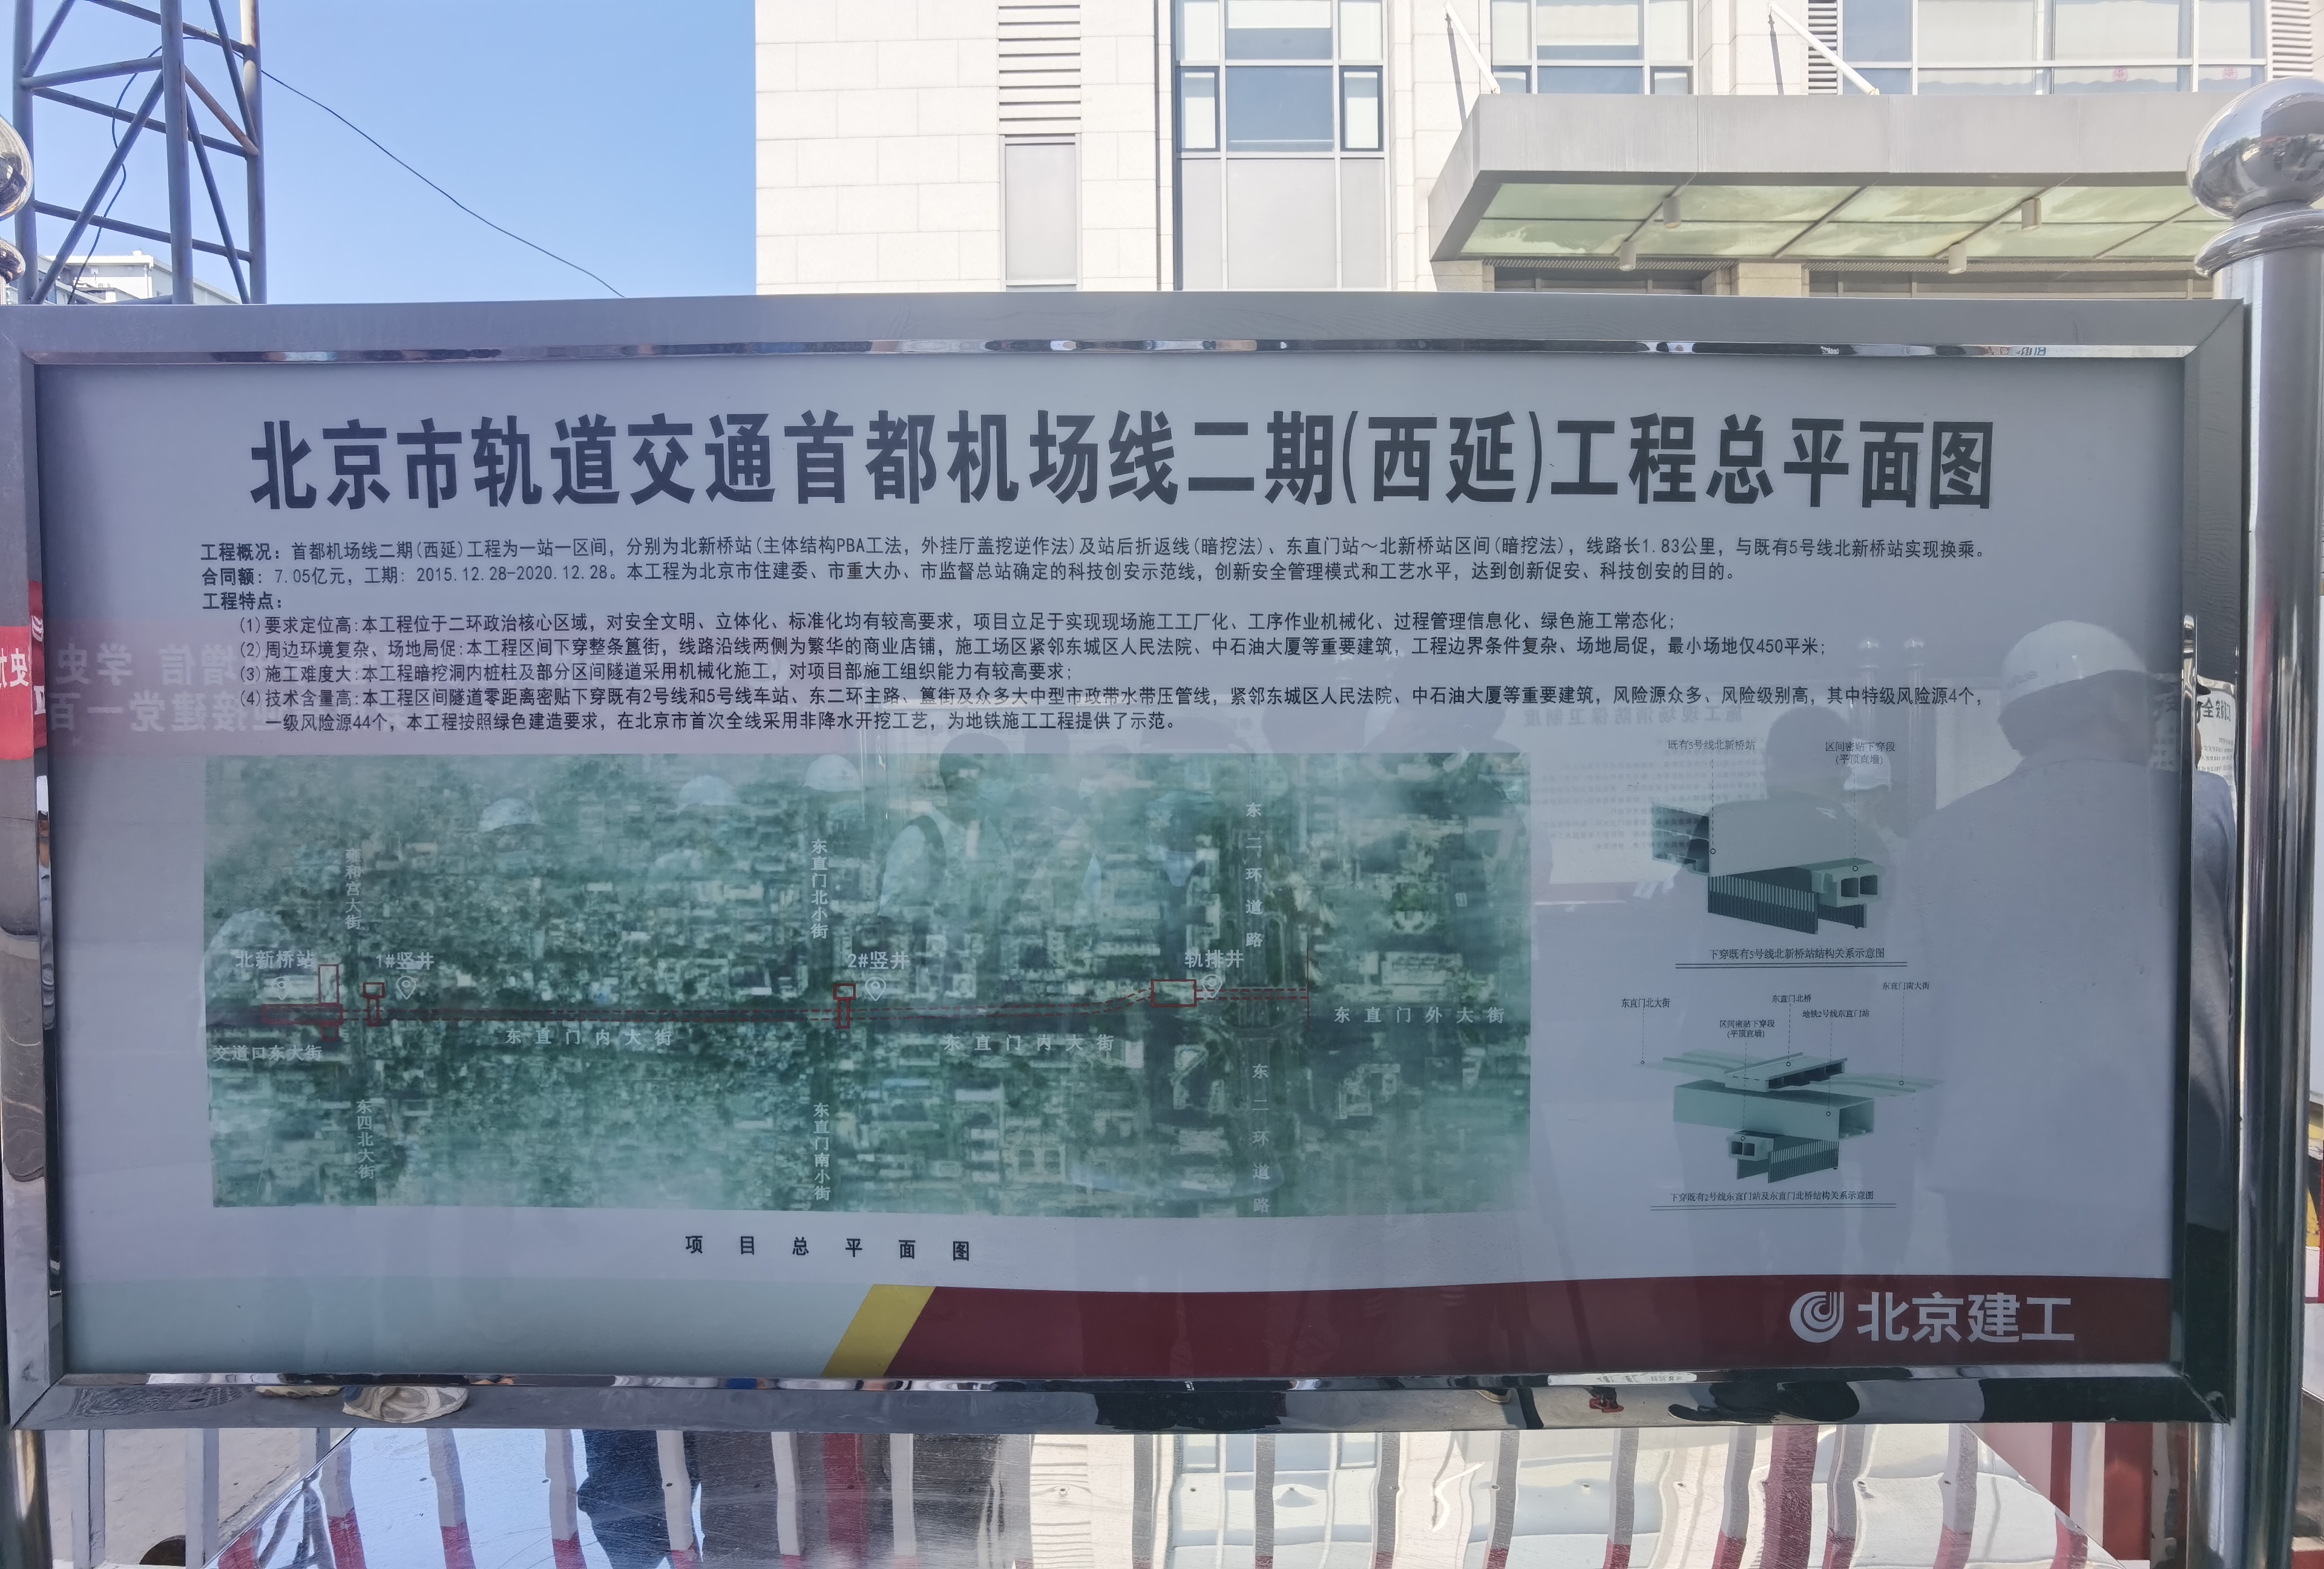 北京市轨道交通首都机场线二期(西延)工程总平面图
工程概况：首都机场线二期(西延)工程为一站一区间，分别为北新桥站(主体结构PBA工法，外挂厅盖挖逆作法)及站后折返线(暗挖法)、东直门站～北新桥站区间(暗挖法)，线路长1.83公里，与既有5号线北新桥站实现换乘。
合同额：7.05亿元，工期：2015.12.28-2020.12.28。本工程为北京市住建委、市重大办、市监督总站确定的科技创安示范线，创新安全管理模式和工艺水平，达到创新促安、科技创安的目的。
工程特点：
(1)要求定位高:本工程位于二环政治核心区域，对安全文明、立体化、标准化均有较高要求，项目立足于实现现场施工工厂化、工序作业机械化、过程管理信息化、绿色施工常态化；
(2)周边环境复杂、场地局促:本工程区间下穿整条簋街，线路沿线两侧为繁华的商业店铺，施工场区紧邻东城区人民法院、中石油大厦等重要建筑，工程边界条件复杂、场地局促，最小场地仅450平米；
(3)施工难度大:本工程暗挖洞内桩柱及部分区间隧道采用机械化施工，对项目部施工组织能力有较高要求；
(4)技术含量高:本工程区间隧道零距离密贴下穿既有2号线和5号线车站、东二环主路、簋街及众多大中型市政带水带压管线，紧邻东城区人民法院、中石油大厦等重要建筑，风险源众多、风险级别高，其中特级风险源4个，
一级风险源44个，本工程按照绿色建造要求，在北京市首次全线采用非降水开挖工艺，为地铁施工工程提供了示范。
既有5号线北新桥站
区间密贴下穿段
(平顶直墙)
下穿既有5号线北新桥站结构关系示意图
雍和宫大街
东直门北小街
东二环道路
北新桥站
1#竖井
2#竖井
轨排井
交道口东大街
东直门内大街
东直门内大街
东直门外大街
东四北大街
东直门南小街
东二环道路
东直门南大街
东直门北大街
东直门北桥
地铁2号线东直门站
区间密贴下穿段
(平顶直墙)
下穿既有2号线东直门站及东直门北桥结构关系示意图
项目总平面图
北京建工